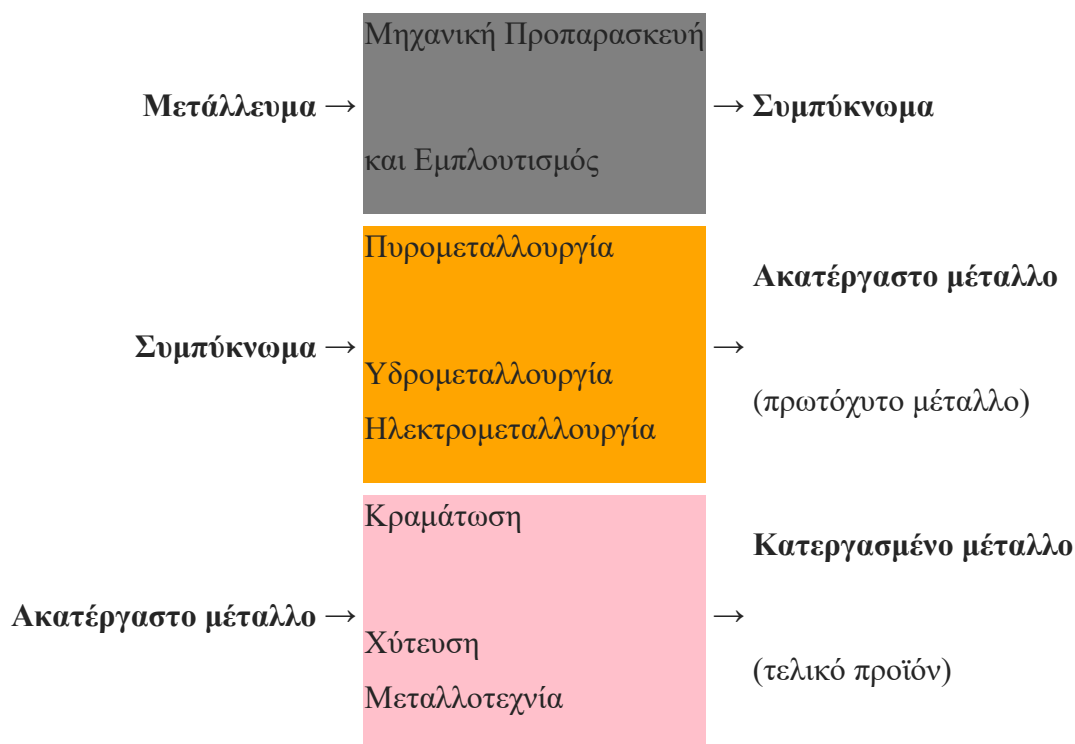 Μηχανική Προπαρασκευή
Μετάλλευμα → → Συμπύκνωμα
και Εμπλουτισμός
Πυρομεταλλουργία
Ακατέργαστο μέταλλο
Συμπύκνωμα → →
Υδρομεταλλουργία
(πρωτόχυτο μέταλλο)
Ηλεκτρομεταλλουργία
Κραμάτωση
Κατεργασμένο μέταλλο
Ακατέργαστο μέταλλο → →
Χύτευση
(τελικό προϊόν)
Μεταλλοτεχνία